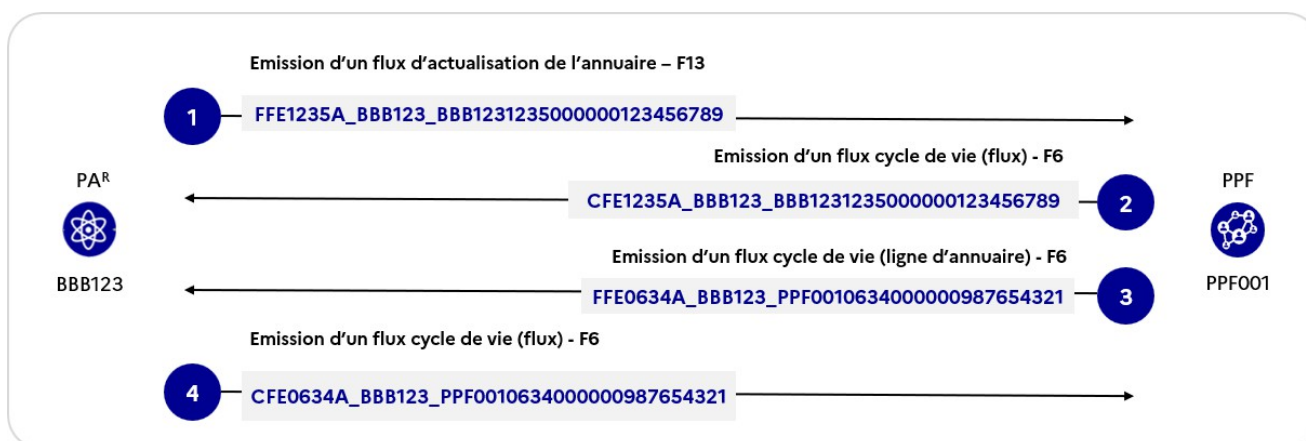 Emission d'un flux d'actualisation de l'annuaire – F13
1
FFE1235A_BBB123_BBB1231235000000123456789
Emission d'un flux cycle de vie (flux) - F6
PAᴿ
CFE1235A_BBB123_BBB1231235000000123456789
2
PPF
Emission d'un flux cycle de vie (ligne d'annuaire) - F6
BBB123
FFE0634A_BBB123_PPF0010634000000987654321
3
PPF001
Emission d'un flux cycle de vie (flux) - F6
4
CFE0634A_BBB123_PPF0010634000000987654321